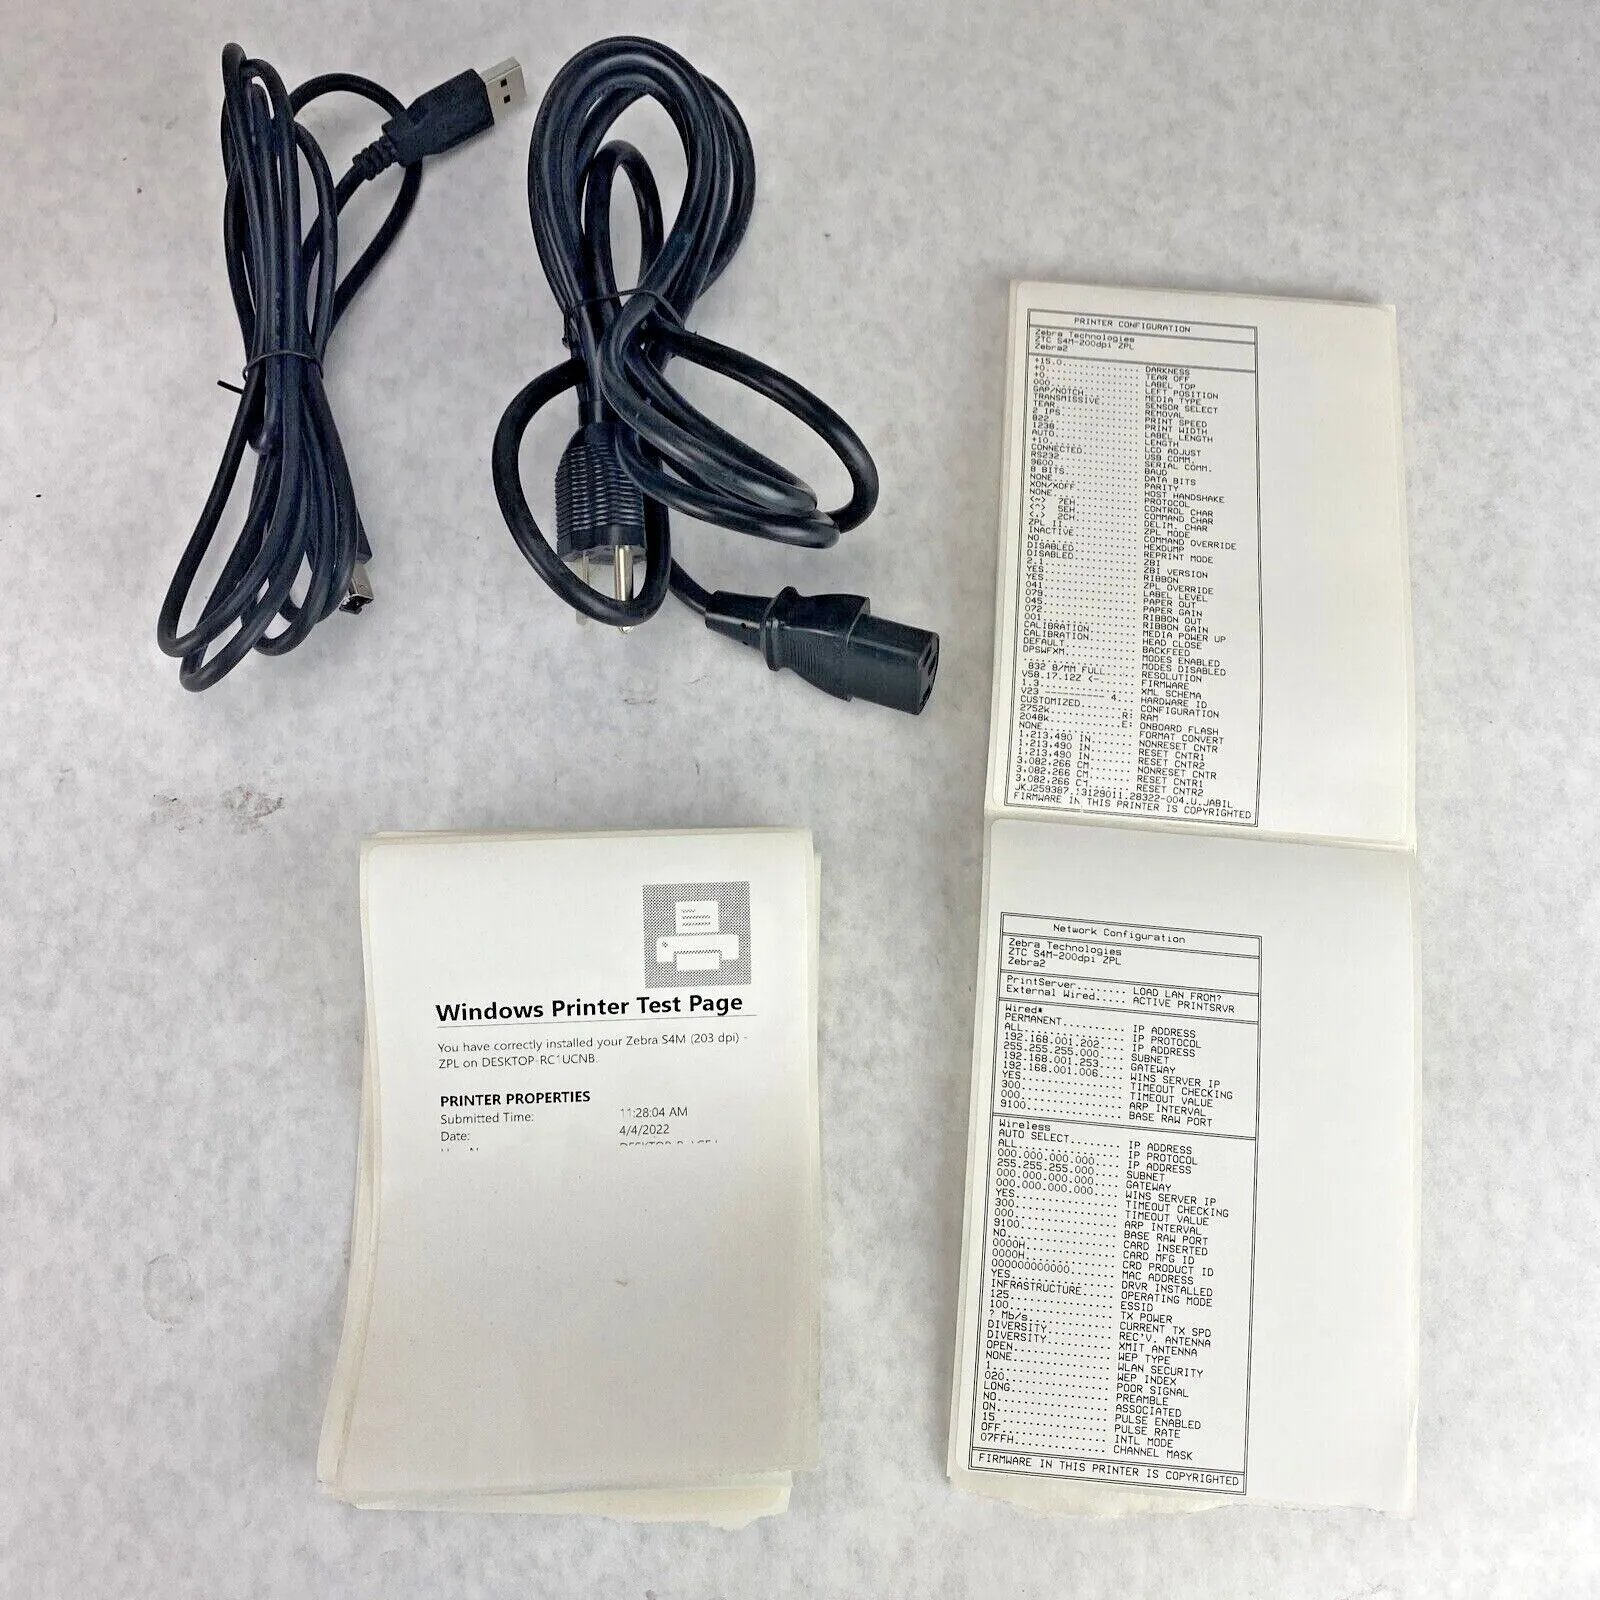 PRINTER CONFIGURATION
Zebra Technologies
ZTC S4M-200dpi ZPL
Zebra2
+15.0 DARKNESS
+0 TEAR OFF
+0 LABEL TOP
000 LEFT POSITION
GAP/NOTCH MEDIA TYPE
TRANSMISSIVE SENSOR SELECT
TEAR REMOVAL
2 IPS PRINT SPEED
822 PRINT WIDTH
1238 LABEL LENGTH
AUTO LENGTH
+10 LCD ADJUST
CONNECTED USB COMM.
RS232 SERIAL COMM.
9600 BAUD
8 BITS DATA BITS
NONE PARITY
XON/XOFF HOST HANDSHAKE
NONE PROTOCOL
<~> 7EH CONTROL CHAR
<^> 5EH COMMAND CHAR
<,> 2CH DELIM. CHAR
ZPL II ZPL MODE
INACTIVE COMMAND OVERRIDE
NO HEXDUMP
DISABLED REPRINT MODE
DISABLED ZBI
2.1 ZBI VERSION
YES RIBBON
YES ZPL OVERRIDE
041 LABEL LEVEL
079 PAPER OUT
045 PAPER GAIN
072 RIBBON OUT
001 RIBBON GAIN
CALIBRATION MEDIA POWER UP
CALIBRATION HEAD CLOSE
DEFAULT BACKFEED
DPSWFXM MODES ENABLED
MODES DISABLED
832 8/MM FULL RESOLUTION
V58.17.12Z <- FIRMWARE
1.3 XML SCHEMA
V23 ---------- 4 HARDWARE ID
CUSTOMIZED CONFIGURATION
2752k R: RAM
2048k E: ONBOARD FLASH
NONE FORMAT CONVERT
1,213,490 IN NONRESET CNTR
1,213,490 IN RESET CNTR1
1,213,490 IN RESET CNTR2
3,082,266 CM NONRESET CNTR
3,082,266 CM RESET CNTR1
3,082,266 CM RESET CNTR2
JKJ259387.13129011.28322-004.U.JABIL
FIRMWARE IN THIS PRINTER IS COPYRIGHTED
Windows Printer Test Page
You have correctly installed your Zebra S4M (203 dpi) -
ZPL on DESKTOP-RC1UCNB.
PRINTER PROPERTIES
Submitted Time: 11:28:04 AM
Date: 4/4/2022
Network Configuration
Zebra Technologies
ZTC S4M-200dpi ZPL
Zebra2
PrintServer LOAD LAN FROM?
External Wired ACTIVE PRINTSRVR
Wired*
PERMANENT IP ADDRESS
ALL IP PROTOCOL
192.168.001.202 IP ADDRESS
255.255.255.000 SUBNET
192.168.001.253 GATEWAY
192.168.001.006 WINS SERVER IP
YES TIMEOUT CHECKING
300 TIMEOUT VALUE
000 ARP INTERVAL
9100 BASE RAW PORT
Wireless
AUTO SELECT IP ADDRESS
ALL IP PROTOCOL
000.000.000.000 IP ADDRESS
255.255.255.000 SUBNET
000.000.000.000 GATEWAY
000.000.000.000 WINS SERVER IP
YES TIMEOUT CHECKING
300 TIMEOUT VALUE
000 ARP INTERVAL
9100 BASE RAW PORT
NO CARD INSERTED
0000H CARD MFG ID
0000H CRD PRODUCT ID
000000000000 MAC ADDRESS
YES DRVR INSTALLED
INFRASTRUCTURE OPERATING MODE
125 ESSID
100 TX POWER
? Mb/s CURRENT TX SPD
DIVERSITY REC'V. ANTENNA
DIVERSITY XMIT ANTENNA
OPEN WEP TYPE
NONE WLAN SECURITY
1 WEP INDEX
020 POOR SIGNAL
LONG PREAMBLE
NO ASSOCIATED
ON PULSE ENABLED
15 PULSE RATE
OFF INTL MODE
07FFH CHANNEL MASK
FIRMWARE IN THIS PRINTER IS COPYRIGHTED